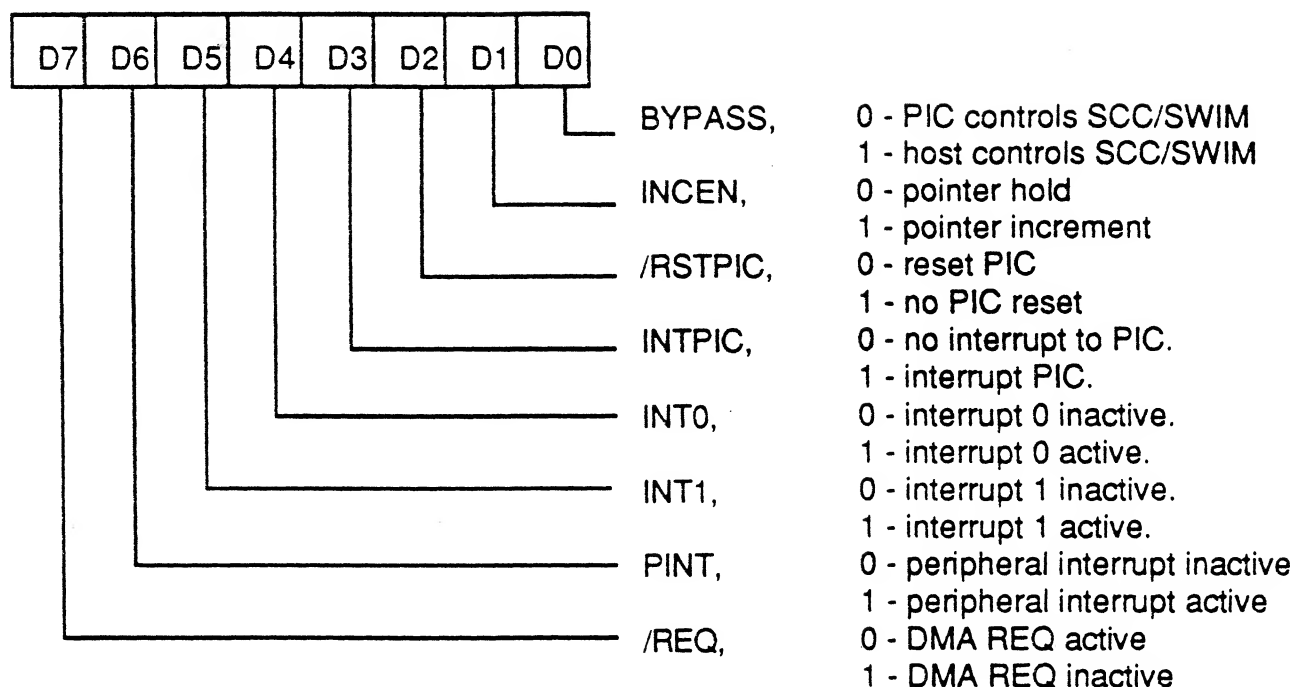 D7 D6 D5 D4 D3 D2 D1 D0
BYPASS, 0 - PIC controls SCC/SWIM
1 - host controls SCC/SWIM
INCEN, 0 - pointer hold
1 - pointer increment
/RSTPIC, 0 - reset PIC
1 - no PIC reset
INTPIC, 0 - no interrupt to PIC.
1 - interrupt PIC.
INT0, 0 - interrupt 0 inactive.
1 - interrupt 0 active.
INT1, 0 - interrupt 1 inactive.
1 - interrupt 1 active.
PINT, 0 - peripheral interrupt inactive
1 - peripheral interrupt active
/REQ, 0 - DMA REQ active
1 - DMA REQ inactive